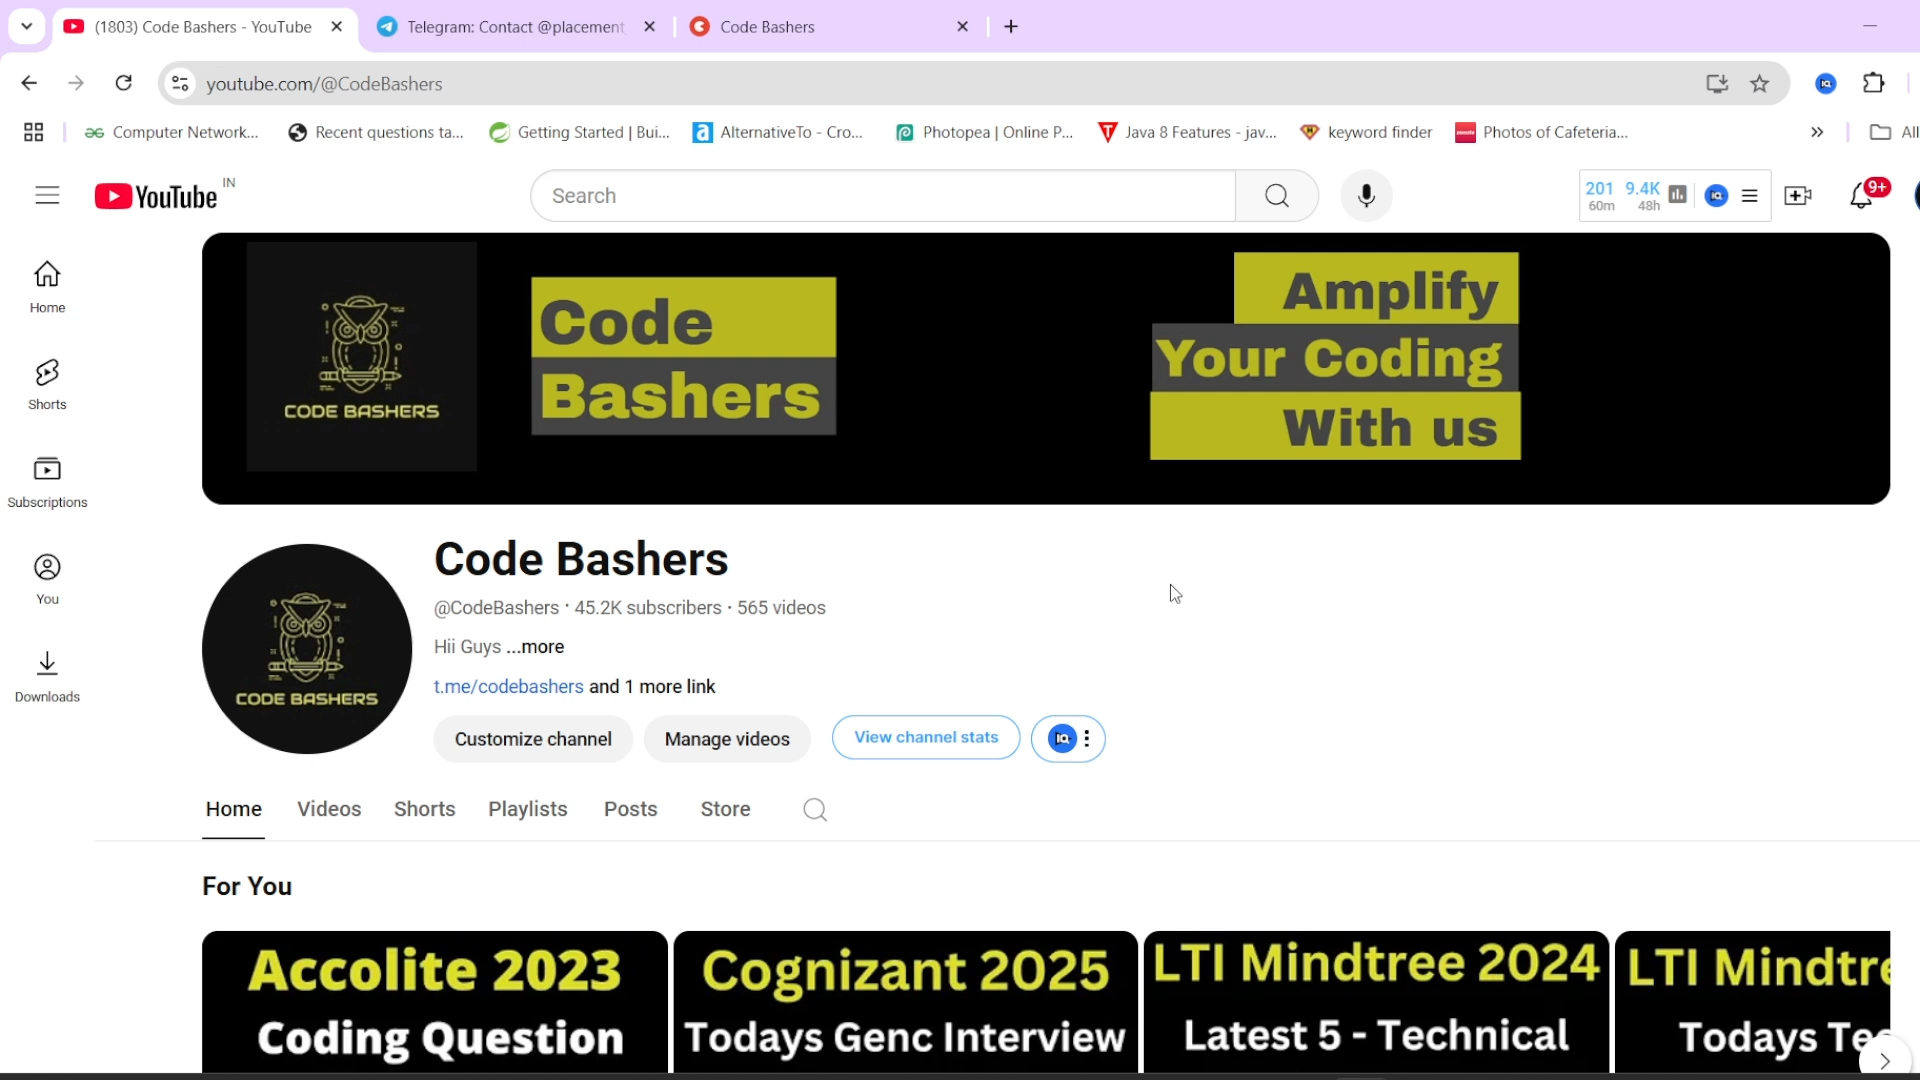 (1803) Code Bashers - YouTube
Telegram: Contact @placement
Code Bashers
youtube.com/@CodeBashers
Computer Network...
Recent questions ta...
Getting Started | Bui...
AlternativeTo - Cro...
Photopea | Online P...
Java 8 Features - jav...
keyword finder
Photos of Cafeteria...
All
YouTube IN
Search
201 60m
9.4K 48h
9+
Home
Shorts
Subscriptions
You
Downloads
CODE BASHERS
Code
Bashers
Amplify
Your Coding
With us
CODE BASHERS
Code Bashers
@CodeBashers · 45.2K subscribers · 565 videos
Hii Guys ...more
t.me/codebashers and 1 more link
Customize channel
Manage videos
View channel stats
Home
Videos
Shorts
Playlists
Posts
Store
For You
Accolite 2023
Coding Question
Cognizant 2025
Todays Genc Interview
LTI Mindtree 2024
Latest 5 - Technical
LTI Mindtre
Todays Te